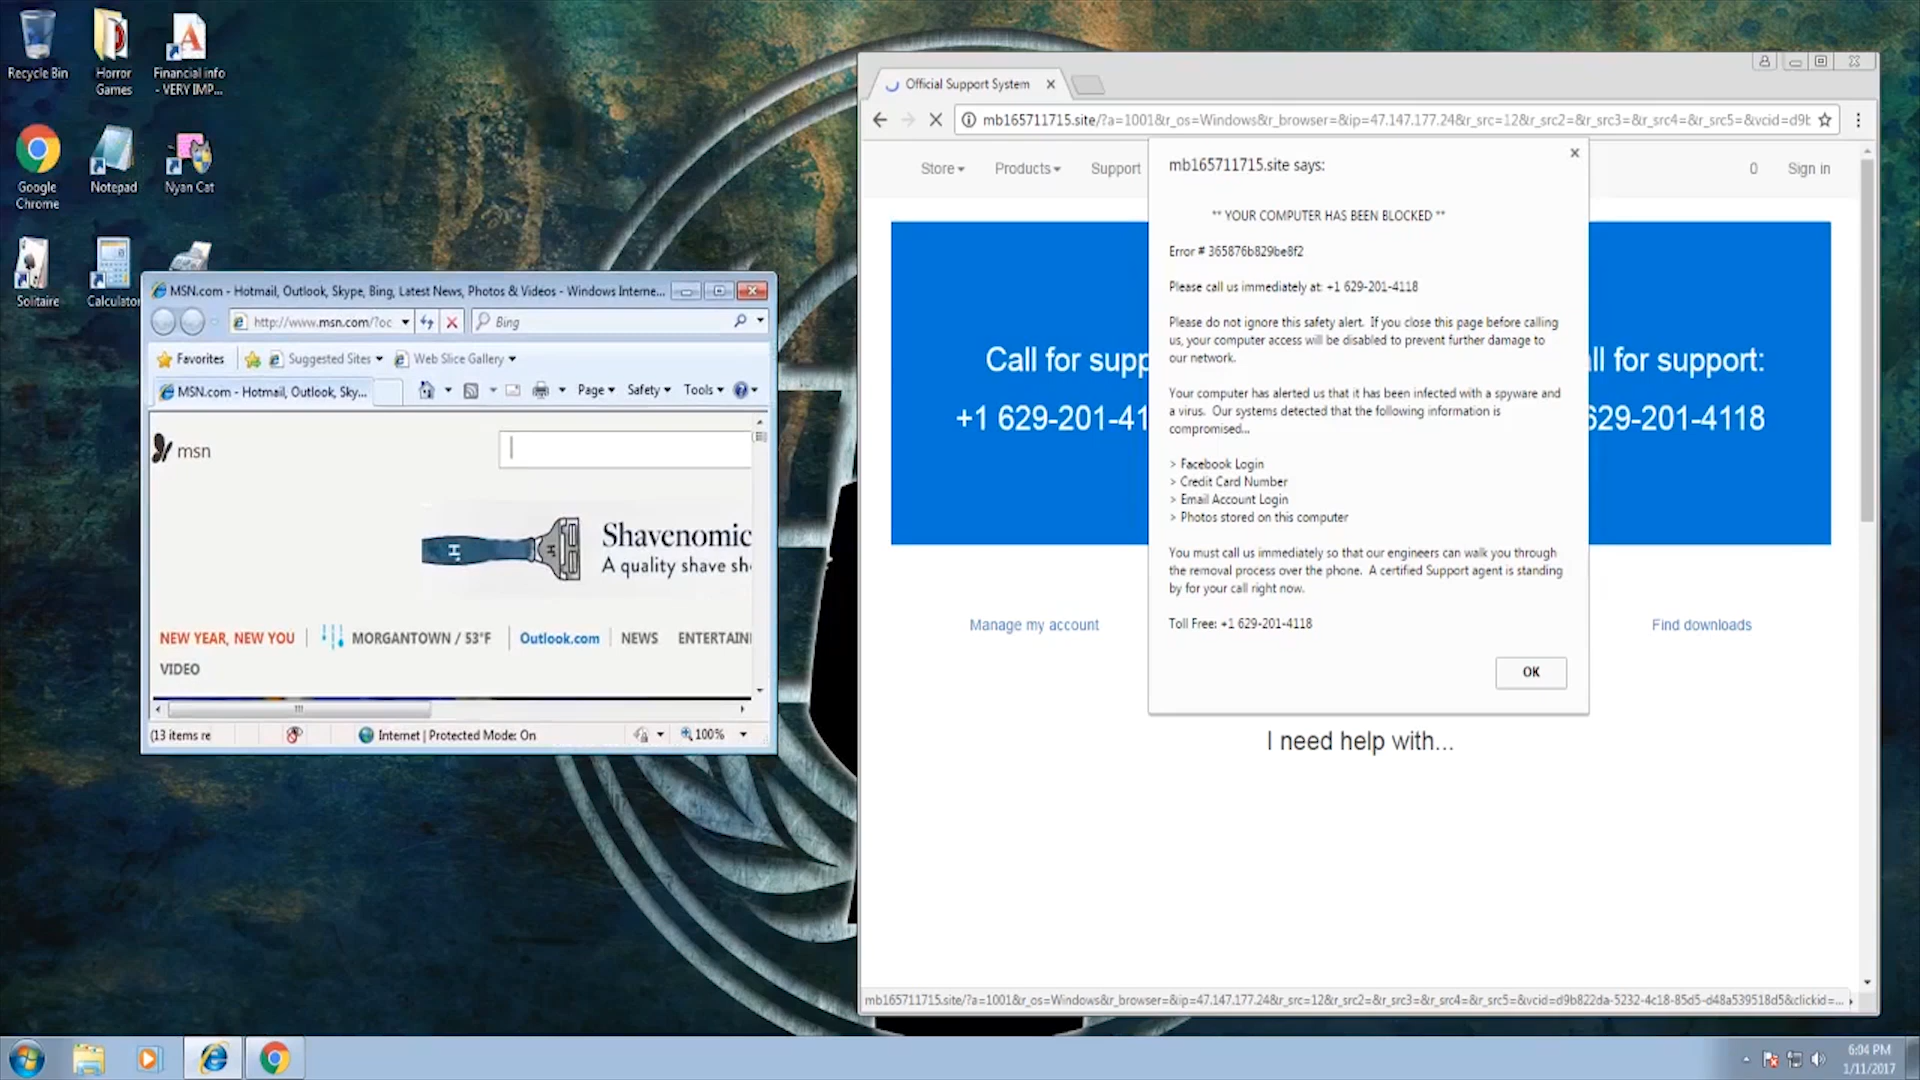 Recycle Bin
Horror
Games
Financial info
- VERY IMP...
Google
Chrome
Notepad
Nyan Cat
Solitaire
Calculator
MSN.com - Hotmail, Outlook, Skype, Bing, Latest News, Photos & Videos - Windows Interne...
http://www.msn.com/?oc
Bing
Favorites
Suggested Sites
Web Slice Gallery
MSN.com - Hotmail, Outlook, Sky...
Page
Safety
Tools
msn
Shavenomic
A quality shave sh
NEW YEAR, NEW YOU
MORGANTOWN / 53°F
Outlook.com
NEWS
ENTERTAIN
VIDEO
(13 items re
Internet | Protected Mode: On
100%
Official Support System
mb165711715.site/?a=1001&r_os=Windows&r_browser=&ip=47.147.177.24&r_src=12&r_src2=&r_src3=&r_src4=&r_src5=&vcid=d9b
Store
Products
Support
0
Sign in
Call for supp
+1 629-201-41
all for support:
629-201-4118
mb165711715.site says:
** YOUR COMPUTER HAS BEEN BLOCKED **
Error # 365876b829be8f2
Please call us immediately at: +1 629-201-4118
Please do not ignore this safety alert. If you close this page before calling
us, your computer access will be disabled to prevent further damage to
our network.
Your computer has alerted us that it has been infected with a spyware and
a virus. Our systems detected that the following information is
compromised...
> Facebook Login
> Credit Card Number
> Email Account Login
> Photos stored on this computer
You must call us immediately so that our engineers can walk you through
the removal process over the phone. A certified Support agent is standing
by for your call right now.
Toll Free: +1 629-201-4118
OK
Manage my account
Find downloads
I need help with...
mb165711715.site/?a=1001&r_os=Windows&r_browser=&ip=47.147.177.24&r_src=12&r_src2=&r_src3=&r_src4=&r_src5=&vcid=d9b822da-5232-4c18-85d5-d48a539518d5&clickid=...
6:04 PM
1/11/2017